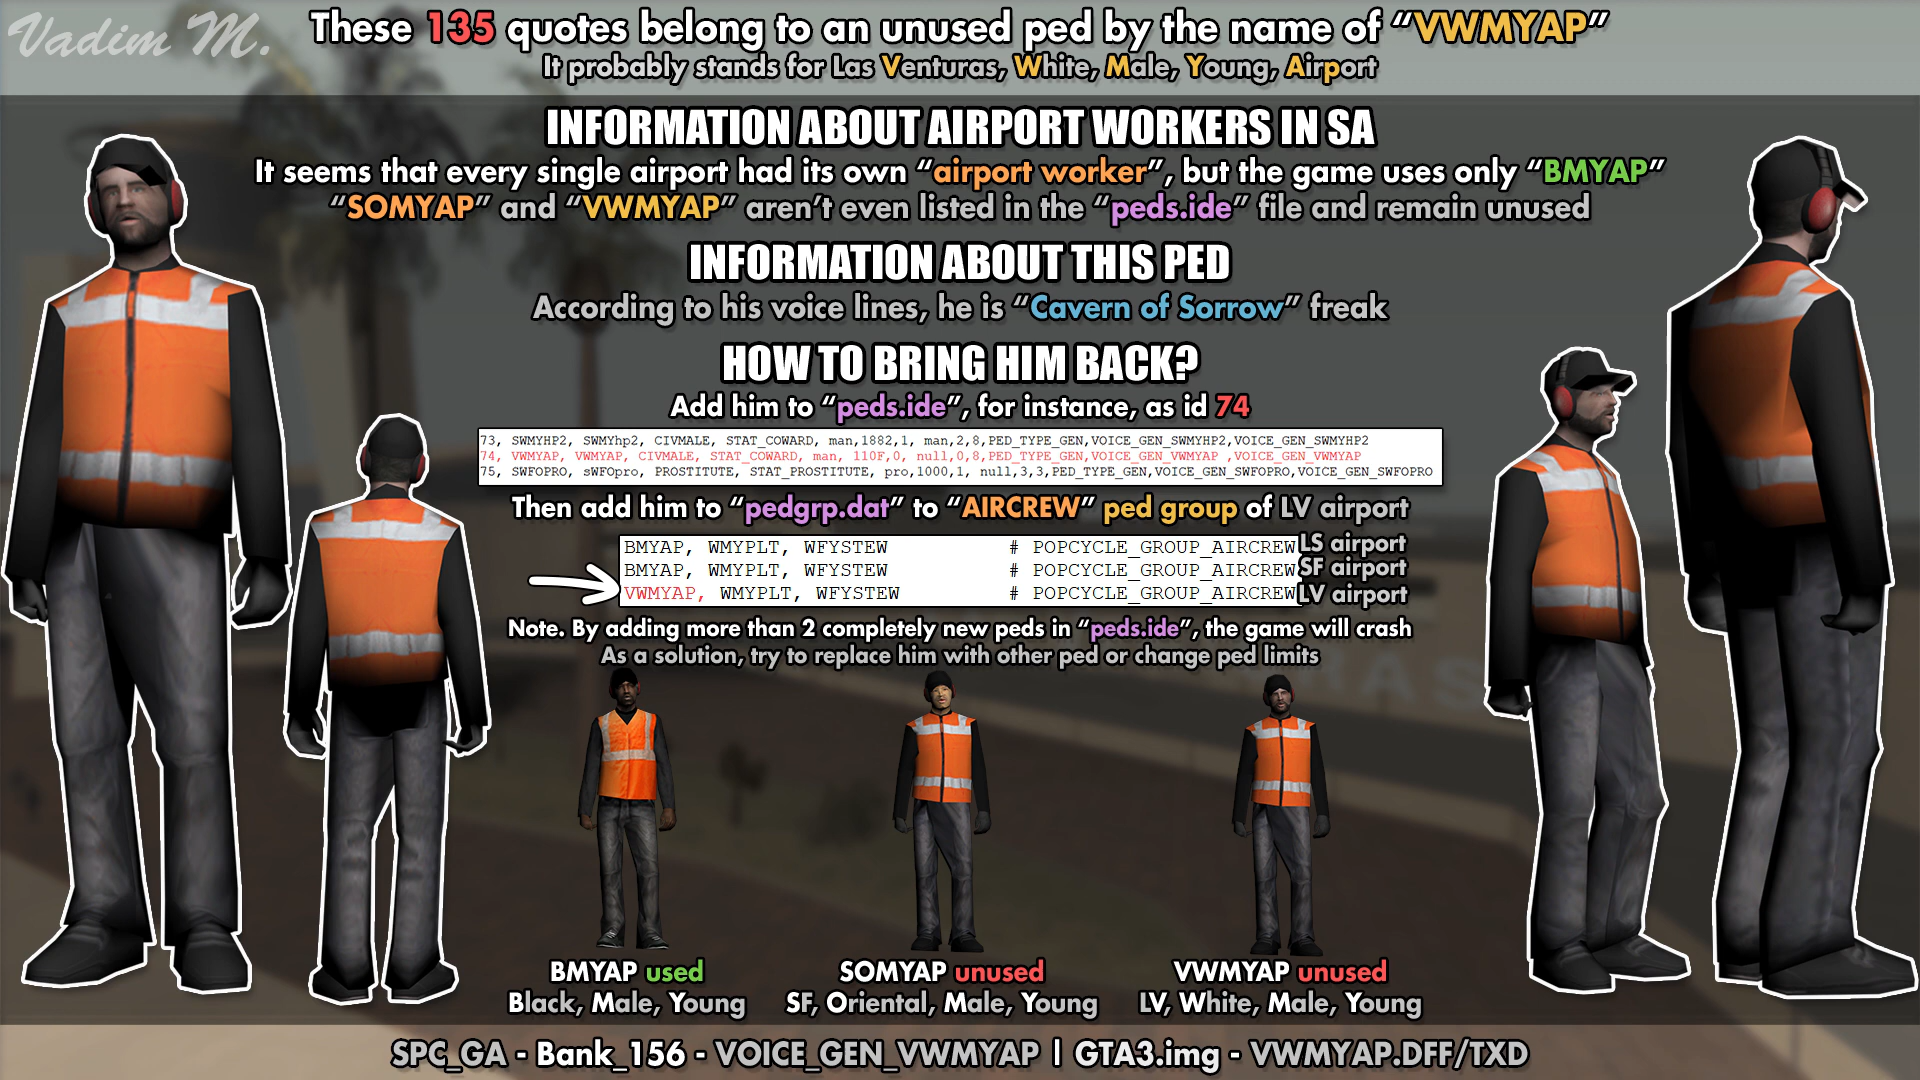 Vadim M.
These 135 quotes belong to an unused ped by the name of “VWMYAP”
It probably stands for Las Venturas, White, Male, Young, Airport
INFORMATION ABOUT AIRPORT WORKERS IN SA
It seems that every single airport had its own “airport worker”, but the game uses only “BMYAP”
“SOMYAP” and “VWMYAP” aren’t even listed in the “peds.ide” file and remain unused
INFORMATION ABOUT THIS PED
According to his voice lines, he is “Cavern of Sorrow” freak
HOW TO BRING HIM BACK?
Add him to “peds.ide”, for instance, as id 74
73, SWMYHP2, SWMYhp2, CIVMALE, STAT_COWARD, man,1882,1, man,2,8,PED_TYPE_GEN,VOICE_GEN_SWMYHP2,VOICE_GEN_SWMYHP2
74, VWMYAP, VWMYAP, CIVMALE, STAT_COWARD, man, 110F,0, null,0,8,PED_TYPE_GEN,VOICE_GEN_VWMYAP ,VOICE_GEN_VWMYAP
75, SWFOPRO, sWFOpro, PROSTITUTE, STAT_PROSTITUTE, pro,1000,1, null,3,3,PED_TYPE_GEN,VOICE_GEN_SWFOPRO,VOICE_GEN_SWFOPRO
Then add him to “pedgrp.dat” to “AIRCREW” ped group of LV airport
BMYAP, WMYPLT, WFYSTEW # POPCYCLE_GROUP_AIRCREW LS airport
BMYAP, WMYPLT, WFYSTEW # POPCYCLE_GROUP_AIRCREW SF airport
VWMYAP, WMYPLT, WFYSTEW # POPCYCLE_GROUP_AIRCREW LV airport
Note. By adding more than 2 completely new peds in “peds.ide”, the game will crash
As a solution, try to replace him with other ped or change ped limits
BMYAP used
Black, Male, Young
SOMYAP unused
SF, Oriental, Male, Young
VWMYAP unused
LV, White, Male, Young
SPC_GA - Bank_156 - VOICE_GEN_VWMYAP | GTA3.img - VWMYAP.DFF/TXD